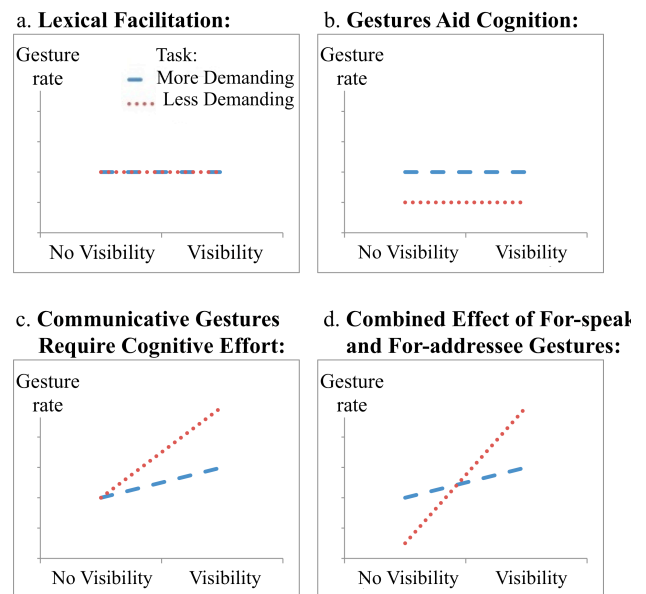 a. Lexical Facilitation:
Gesture
rate
Task:
More Demanding
Less Demanding
No Visibility Visibility
b. Gestures Aid Cognition:
Gesture
rate
No Visibility Visibility
c. Communicative Gestures
Require Cognitive Effort:
Gesture
rate
No Visibility Visibility
d. Combined Effect of For-speak
and For-addressee Gestures:
Gesture
rate
No Visibility Visibility